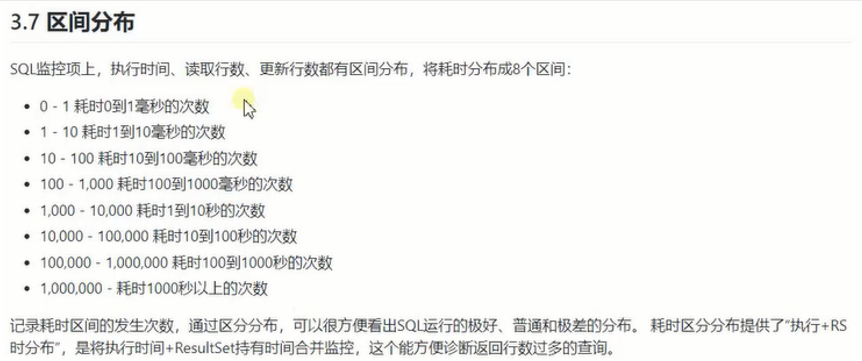 3.7 区间分布
SQL监控项上，执行时间、读取行数、更新行数都有区间分布，将耗时分布成8个区间：
• 0 - 1 耗时0到1毫秒的次数
• 1 - 10 耗时1到10毫秒的次数
• 10 - 100 耗时10到100毫秒的次数
• 100 - 1,000 耗时100到1000毫秒的次数
• 1,000 - 10,000 耗时1到10秒的次数
• 10,000 - 100,000 耗时10到100秒的次数
• 100,000 - 1,000,000 耗时100到1000秒的次数
• 1,000,000 - 耗时1000秒以上的次数
记录耗时区间的发生次数，通过区分分布，可以很方便看出SQL运行的极好、普通和极差的分布。 耗时区分分布提供了“执行+RS
时分布”，是将执行时间+ResultSet持有时间合并监控，这个能方便诊断返回行数过多的查询。